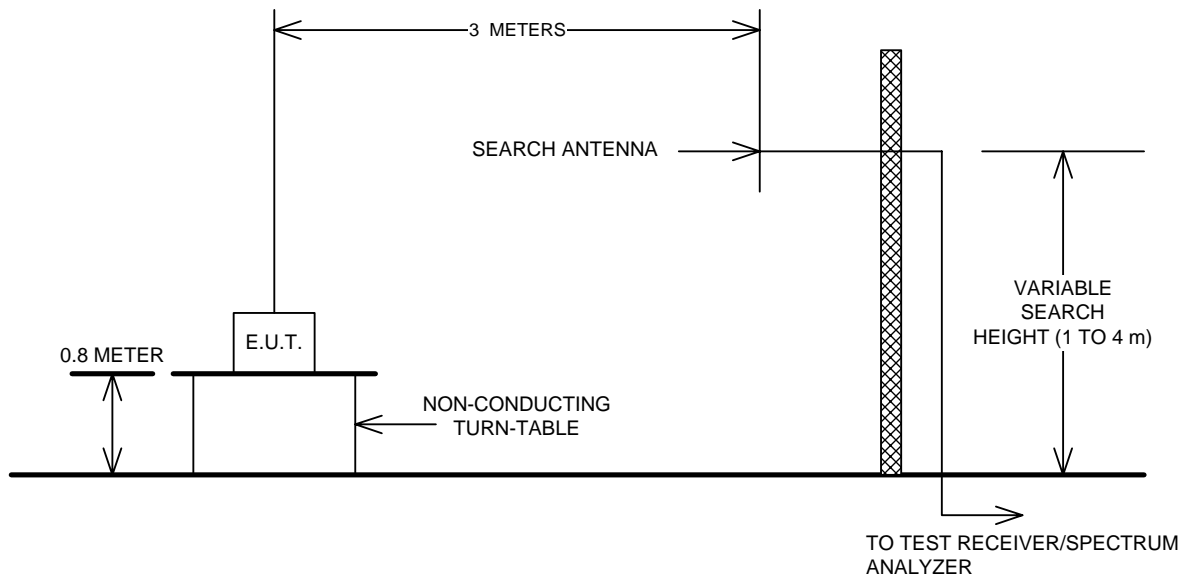 3 METERS
SEARCH ANTENNA
VARIABLE
SEARCH
HEIGHT (1 TO 4 m)
E.U.T.
0.8 METER
NON-CONDUCTING
TURN-TABLE
TO TEST RECEIVER/SPECTRUM
ANALYZER